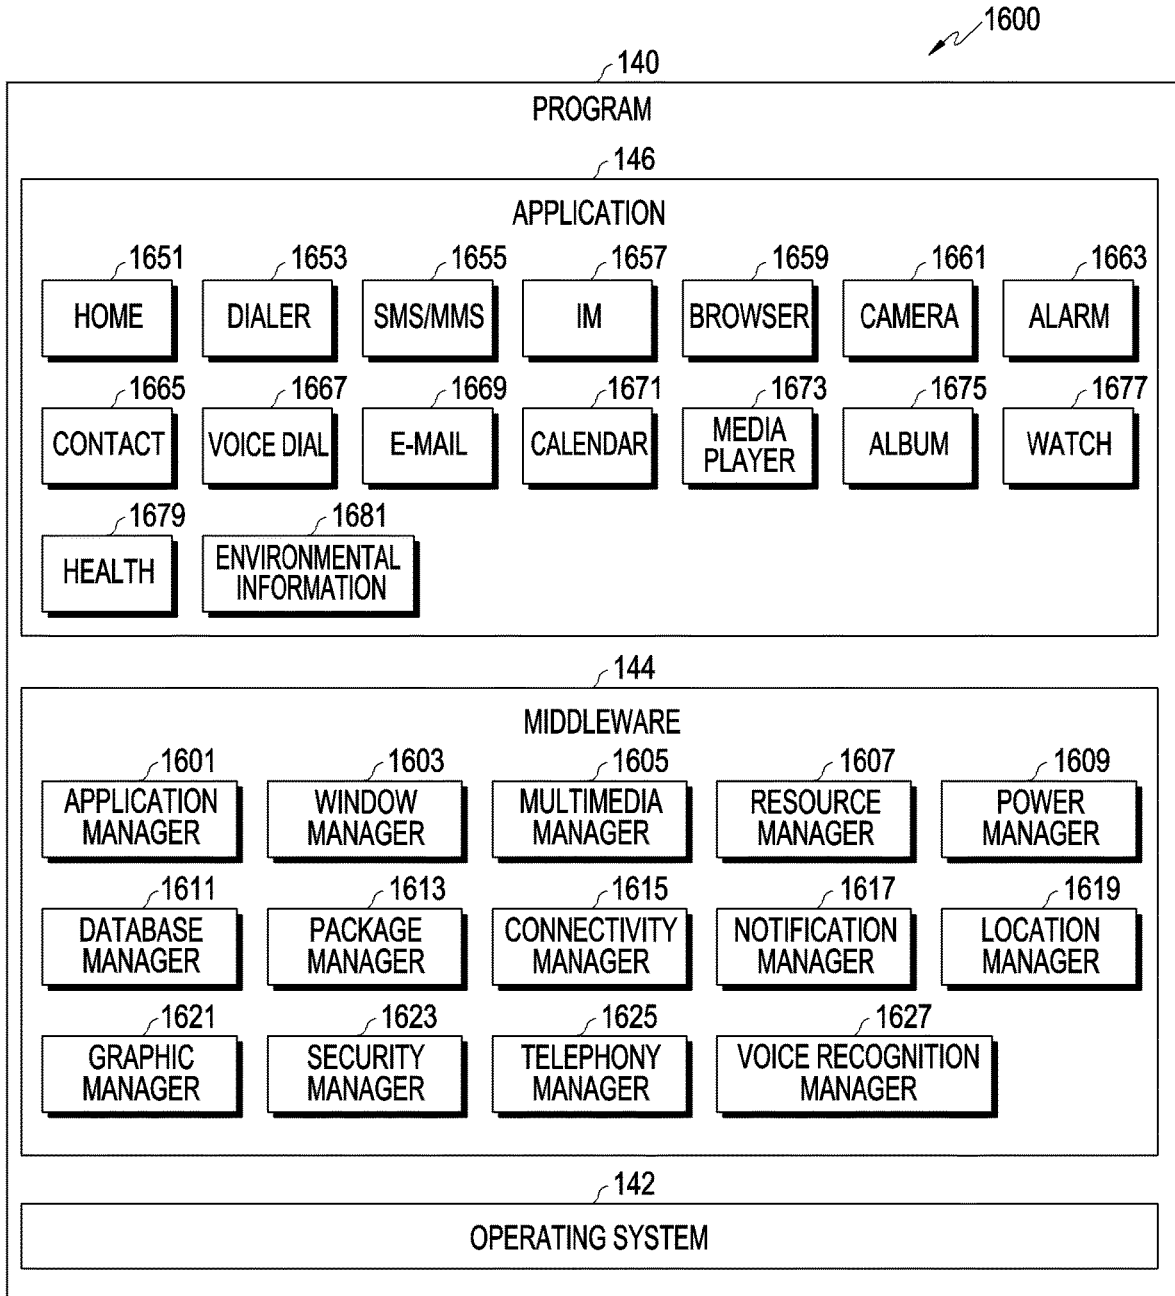 1600
140
PROGRAM
146
APPLICATION
1651 1653 1655 1657 1659 1661 1663
HOME DIALER SMS/MMS IM BROWSER CAMERA ALARM
1665 1667 1669 1671 1673 1675 1677
CONTACT VOICE DIAL E-MAIL CALENDAR MEDIA PLAYER ALBUM WATCH
1679 1681
HEALTH ENVIRONMENTAL INFORMATION
144
MIDDLEWARE
1601 1603 1605 1607 1609
APPLICATION WINDOW MULTIMEDIA RESOURCE POWER
MANAGER MANAGER MANAGER MANAGER MANAGER
1611 1613 1615 1617 1619
DATABASE PACKAGE CONNECTIVITY NOTIFICATION LOCATION
MANAGER MANAGER MANAGER MANAGER MANAGER
1621 1623 1625 1627
GRAPHIC SECURITY TELEPHONY VOICE RECOGNITION
MANAGER MANAGER MANAGER MANAGER
142
OPERATING SYSTEM